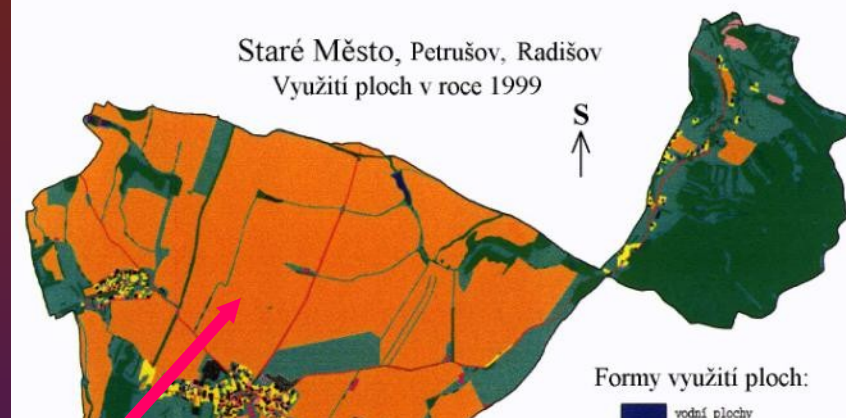 Staré Město, Petrušov, Radišov
Využití ploch v roce 1999
S
Formy využití ploch:
vodní plochy